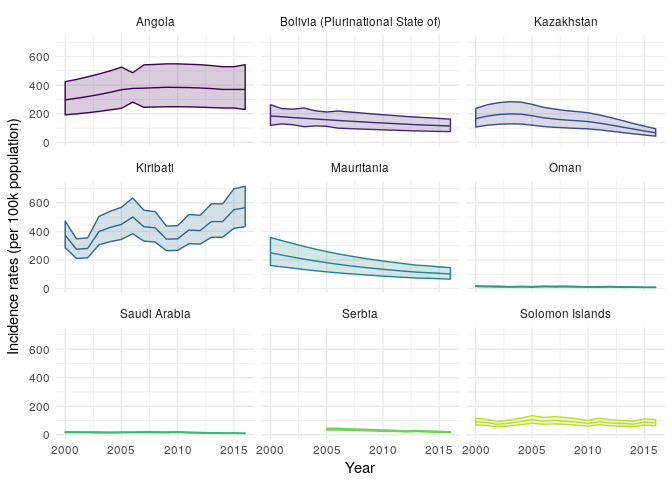 Angola
Bolivia (Plurinational State of)
Kazakhstan
600
400
200
0
Kiribati
Mauritania
Oman
600
400
200
0
Saudi Arabia
Serbia
Solomon Islands
600
400
200
0
2000 2005 2010 2015 2000 2005 2010 2015 2000 2005 2010 2015
Year
Incidence rates (per 100k population)